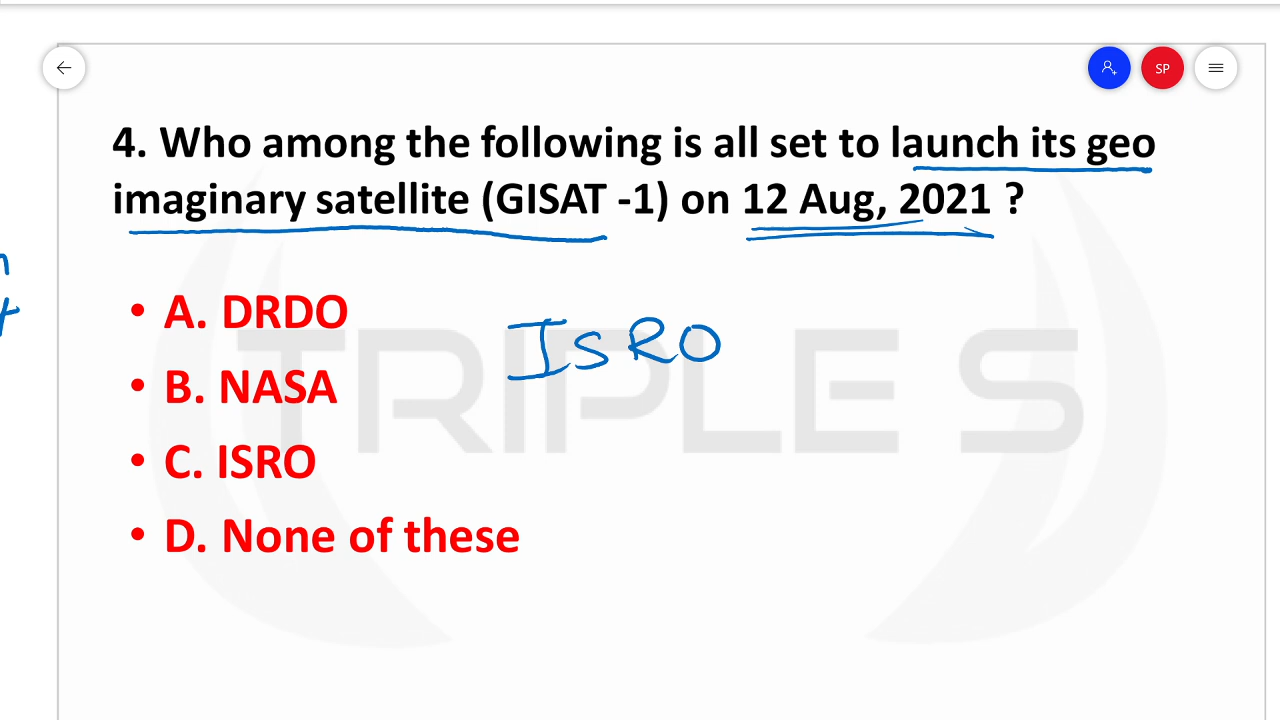 SP
4. Who among the following is all set to launch its geo
imaginary satellite (GISAT -1) on 12 Aug, 2021 ?
• A. DRDO
ISRO
• B. NASA
• C. ISRO
• D. None of these
TRIPLE S